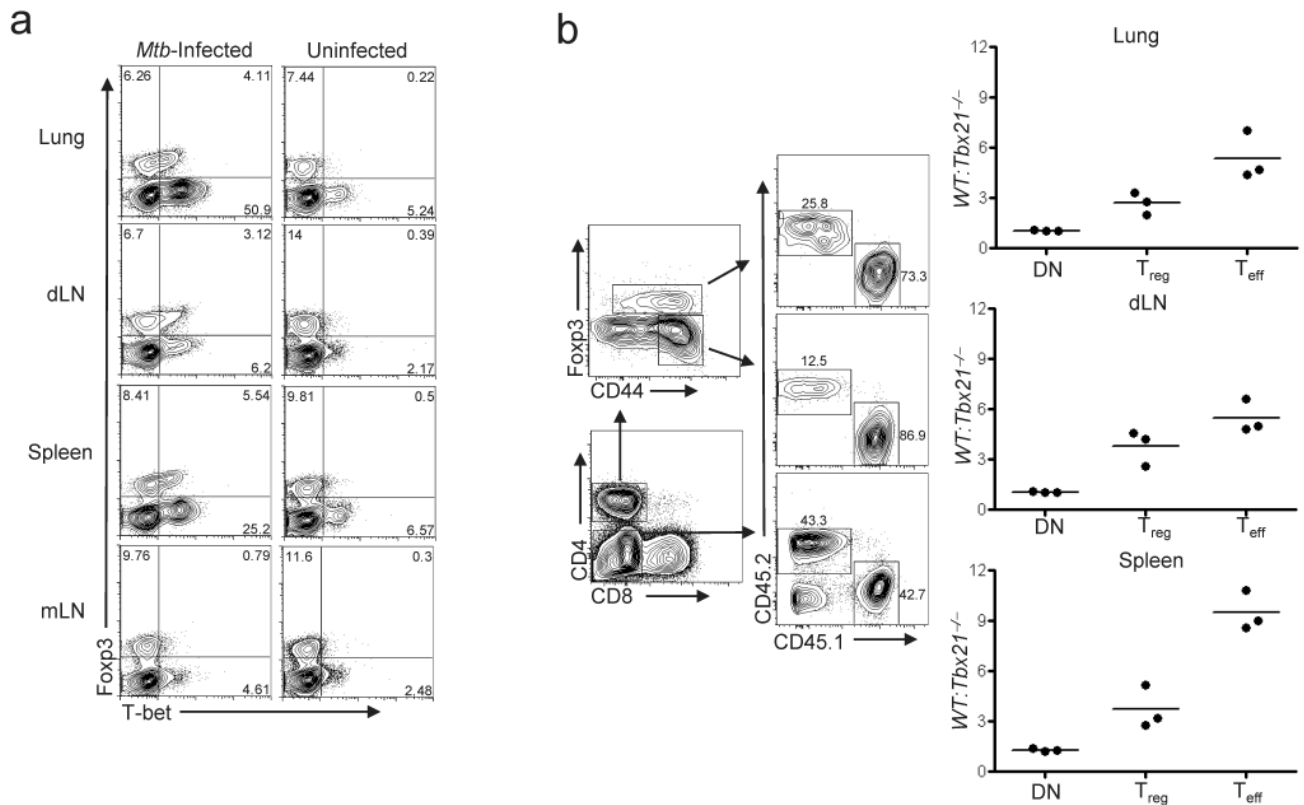 a
Mtb-Infected
Uninfected
6.26
4.11
7.44
0.22
Lung
50.9
5.24
6.7
3.12
14
0.39
dLN
6.2
2.17
8.41
5.54
9.81
0.5
Spleen
25.2
6.57
9.76
0.79
11.6
0.3
mLN
4.61
2.48
Foxp3
T-bet
b
Foxp3
CD44
CD4
CD8
25.8
73.3
12.5
86.9
43.3
42.7
CD45.2
CD45.1
Lung
12
9
6
3
0
WT:Tbx21−/−
DN
Treg
Teff
dLN
12
9
6
3
0
WT:Tbx21−/−
DN
Treg
Teff
Spleen
12
9
6
3
0
WT:Tbx21−/−
DN
Treg
Teff